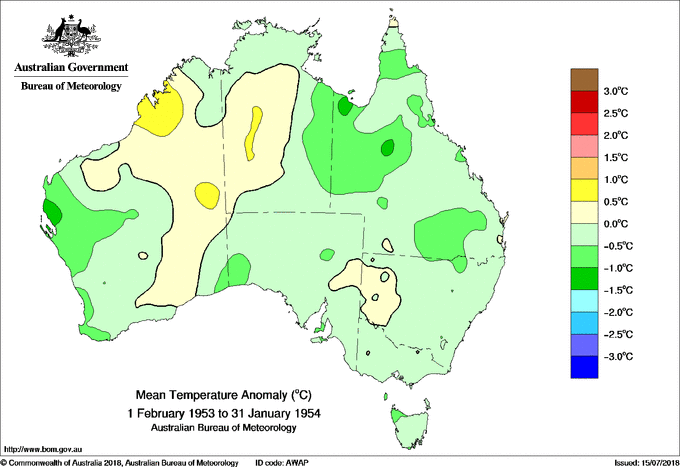 Australian Government
Bureau of Meteorology
3.0°C
2.5°C
2.0°C
1.5°C
1.0°C
0.5°C
0.0°C
−0.5°C
−1.0°C
−1.5°C
−2.0°C
−2.5°C
−3.0°C
Mean Temperature Anomaly (°C)
1 February 1953 to 31 January 1954
Australian Bureau of Meteorology
http://www.bom.gov.au
© Commonwealth of Australia 2018, Australian Bureau of Meteorology ID code: AWAP Issued: 15/07/2018